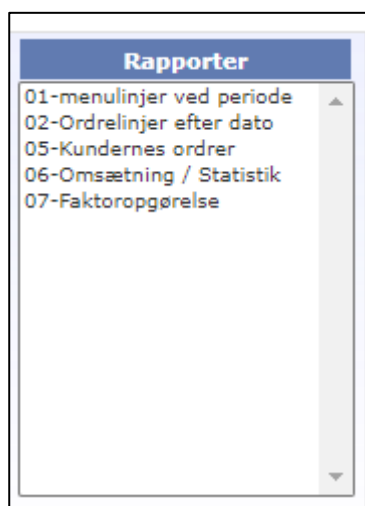 Rapporter
01-menulinjer ved periode
02-Ordrelinjer efter dato
05-Kundernes ordrer
06-Omsætning / Statistik
07-Faktoropgørelse